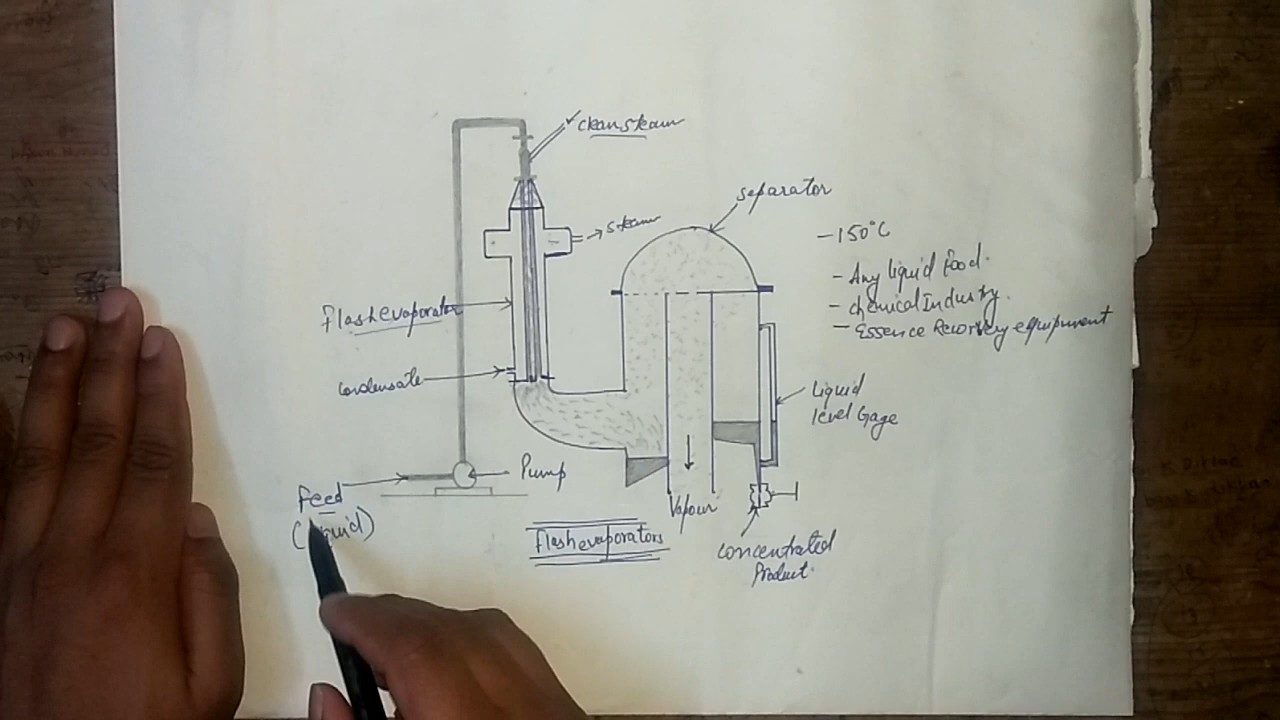 clean steam
separator
steam
-150°C
- Any liquid food.
- chemical Industry.
- Essence Recovery equipment
Flash evaporator
condensate
Liquid
level Gage
Pump
Feed
(liquid)
Vapour
Flash evaporators
concentrated
Product.